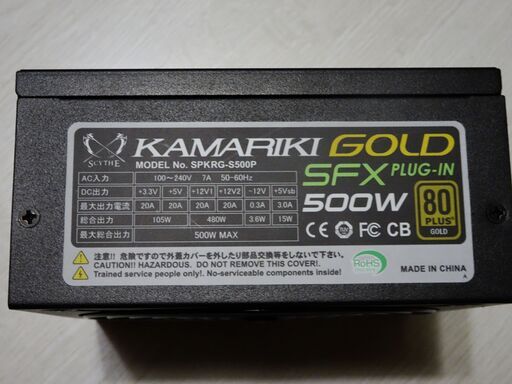 SCYTHE
KAMARIKI GOLD
MODEL No. SPKRG-S500P
SFX PLUG-IN
500W
AC入力 100～240V 7A 50-60Hz
DC出力 +3.3V +5V +12V1 +12V2 -12V +5Vsb
最大出力電流 20A 20A 20A 20A 0.3A 3.0A
総合出力 105W 480W 3.6W 15W
最大総合出力 500W MAX
80
PLUS
GOLD
CE TUV FC CB
注意!! 危険ですので外蓋カバーを外したり部品交換等をしないで下さい。
CAUTION!! HAZARDOUS. DO NOT REMOVE THIS COVER!
Trained service people only!. No-serviceable components inside!
RoHS
MADE IN CHINA